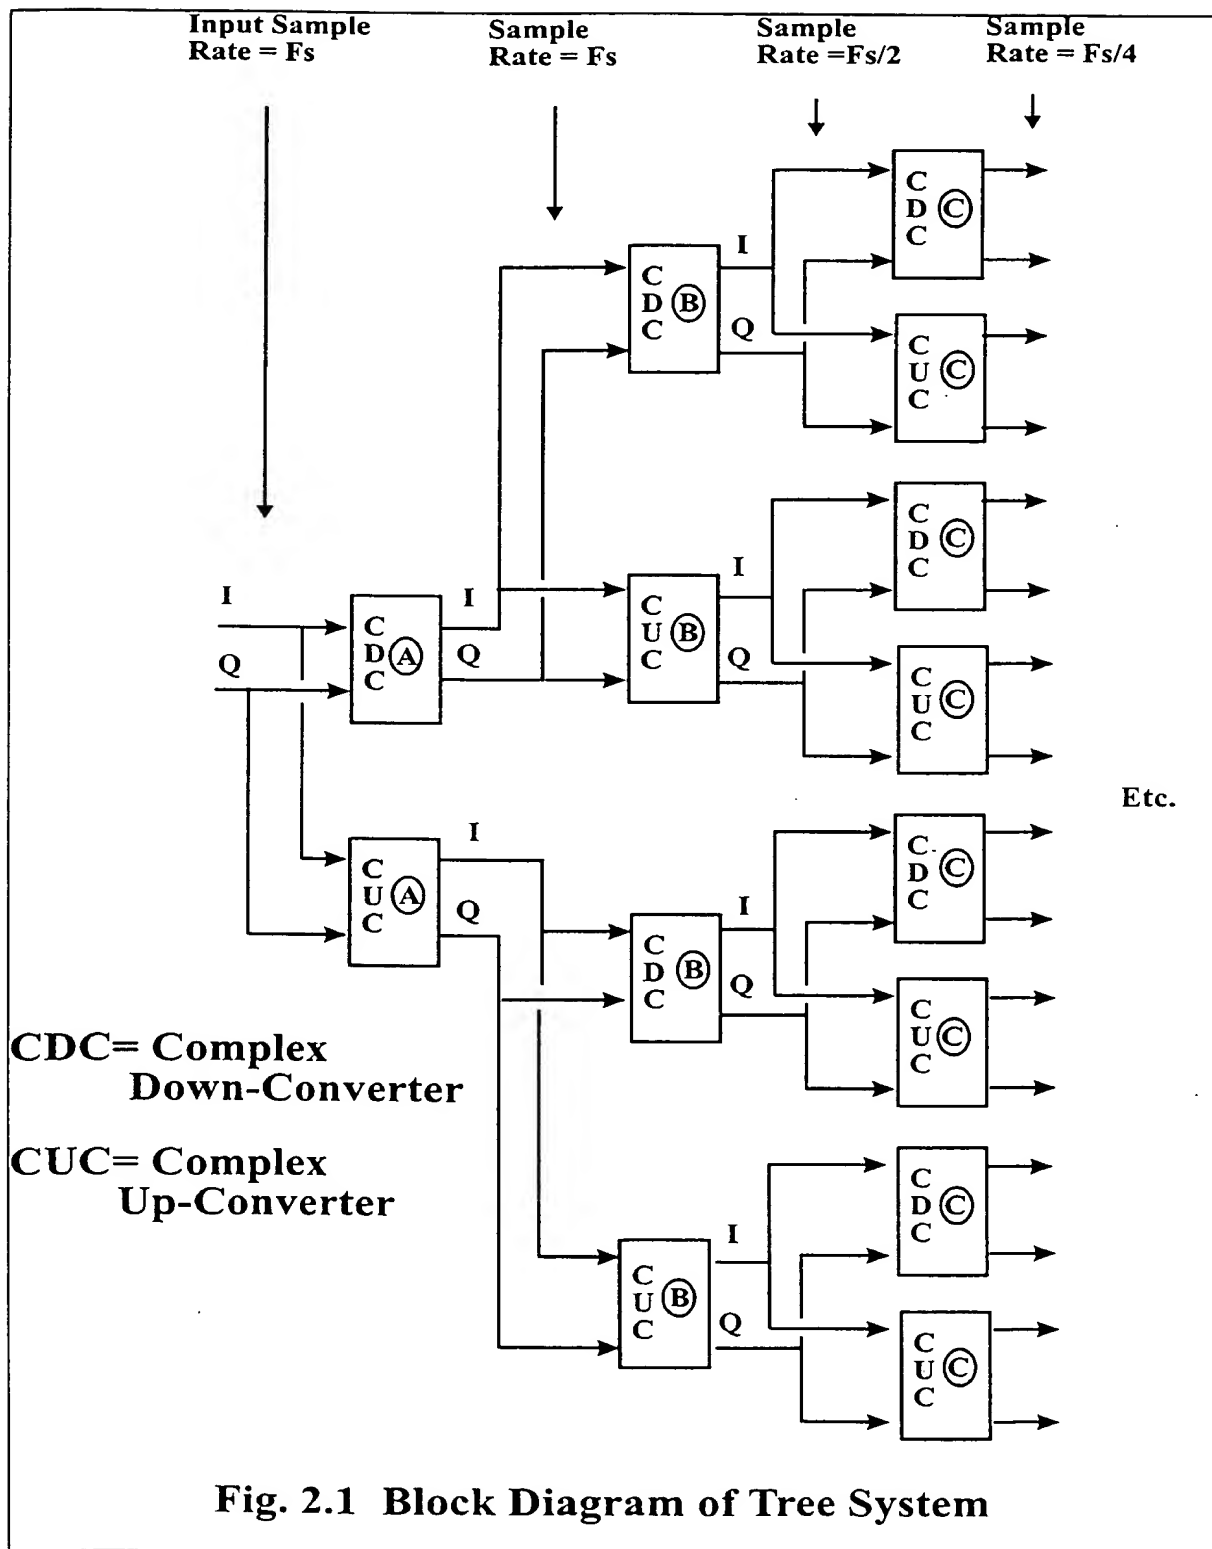 Input Sample
Rate = Fs
Sample
Rate = Fs
Sample
Rate =Fs/2
Sample
Rate = Fs/4
C
D
C
C
I
C
D
C
B
Q
C
U
C
C
C
D
C
C
I
C
U
C
B
Q
C
U
C
C
I
Q
C
D
C
A
I
Q
Etc.
C
U
C
A
I
Q
C
D
C
C
I
C
D
C
B
Q
C
U
C
C
CDC= Complex
Down-Converter
CUC= Complex
Up-Converter
C
D
C
C
I
C
U
C
B
Q
C
U
C
C
Fig. 2.1 Block Diagram of Tree System